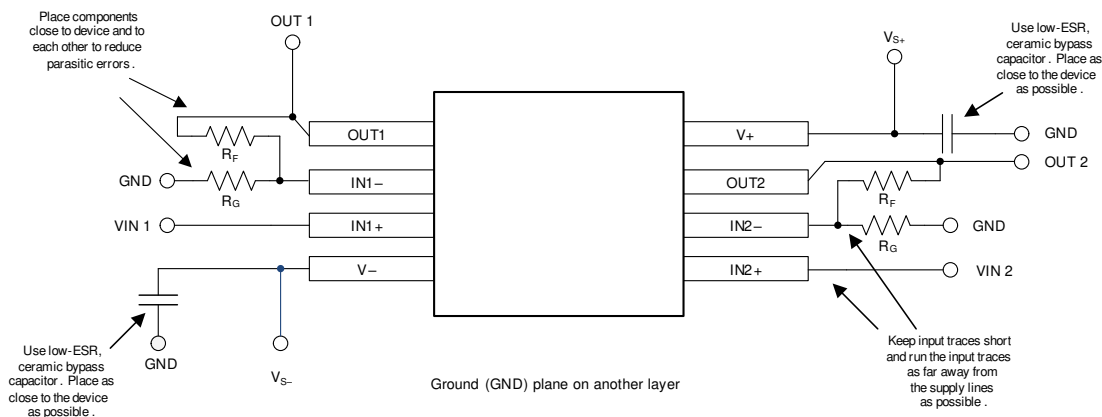 Place components
close to device and to
each other to reduce
parasitic errors .
OUT 1
VS+
Use low-ESR,
ceramic bypass
capacitor . Place as
close to the device
as possible .
OUT1
RF
GND
RG
IN1−
VIN 1
IN1+
V−
GND
VS−
Use low-ESR,
ceramic bypass
capacitor . Place as
close to the device
as possible .
V+
GND
OUT 2
OUT2
RF
IN2−
RG
GND
IN2+
VIN 2
Keep input traces short
and run the input traces
as far away from
the supply lines
as possible .
Ground (GND) plane on another layer